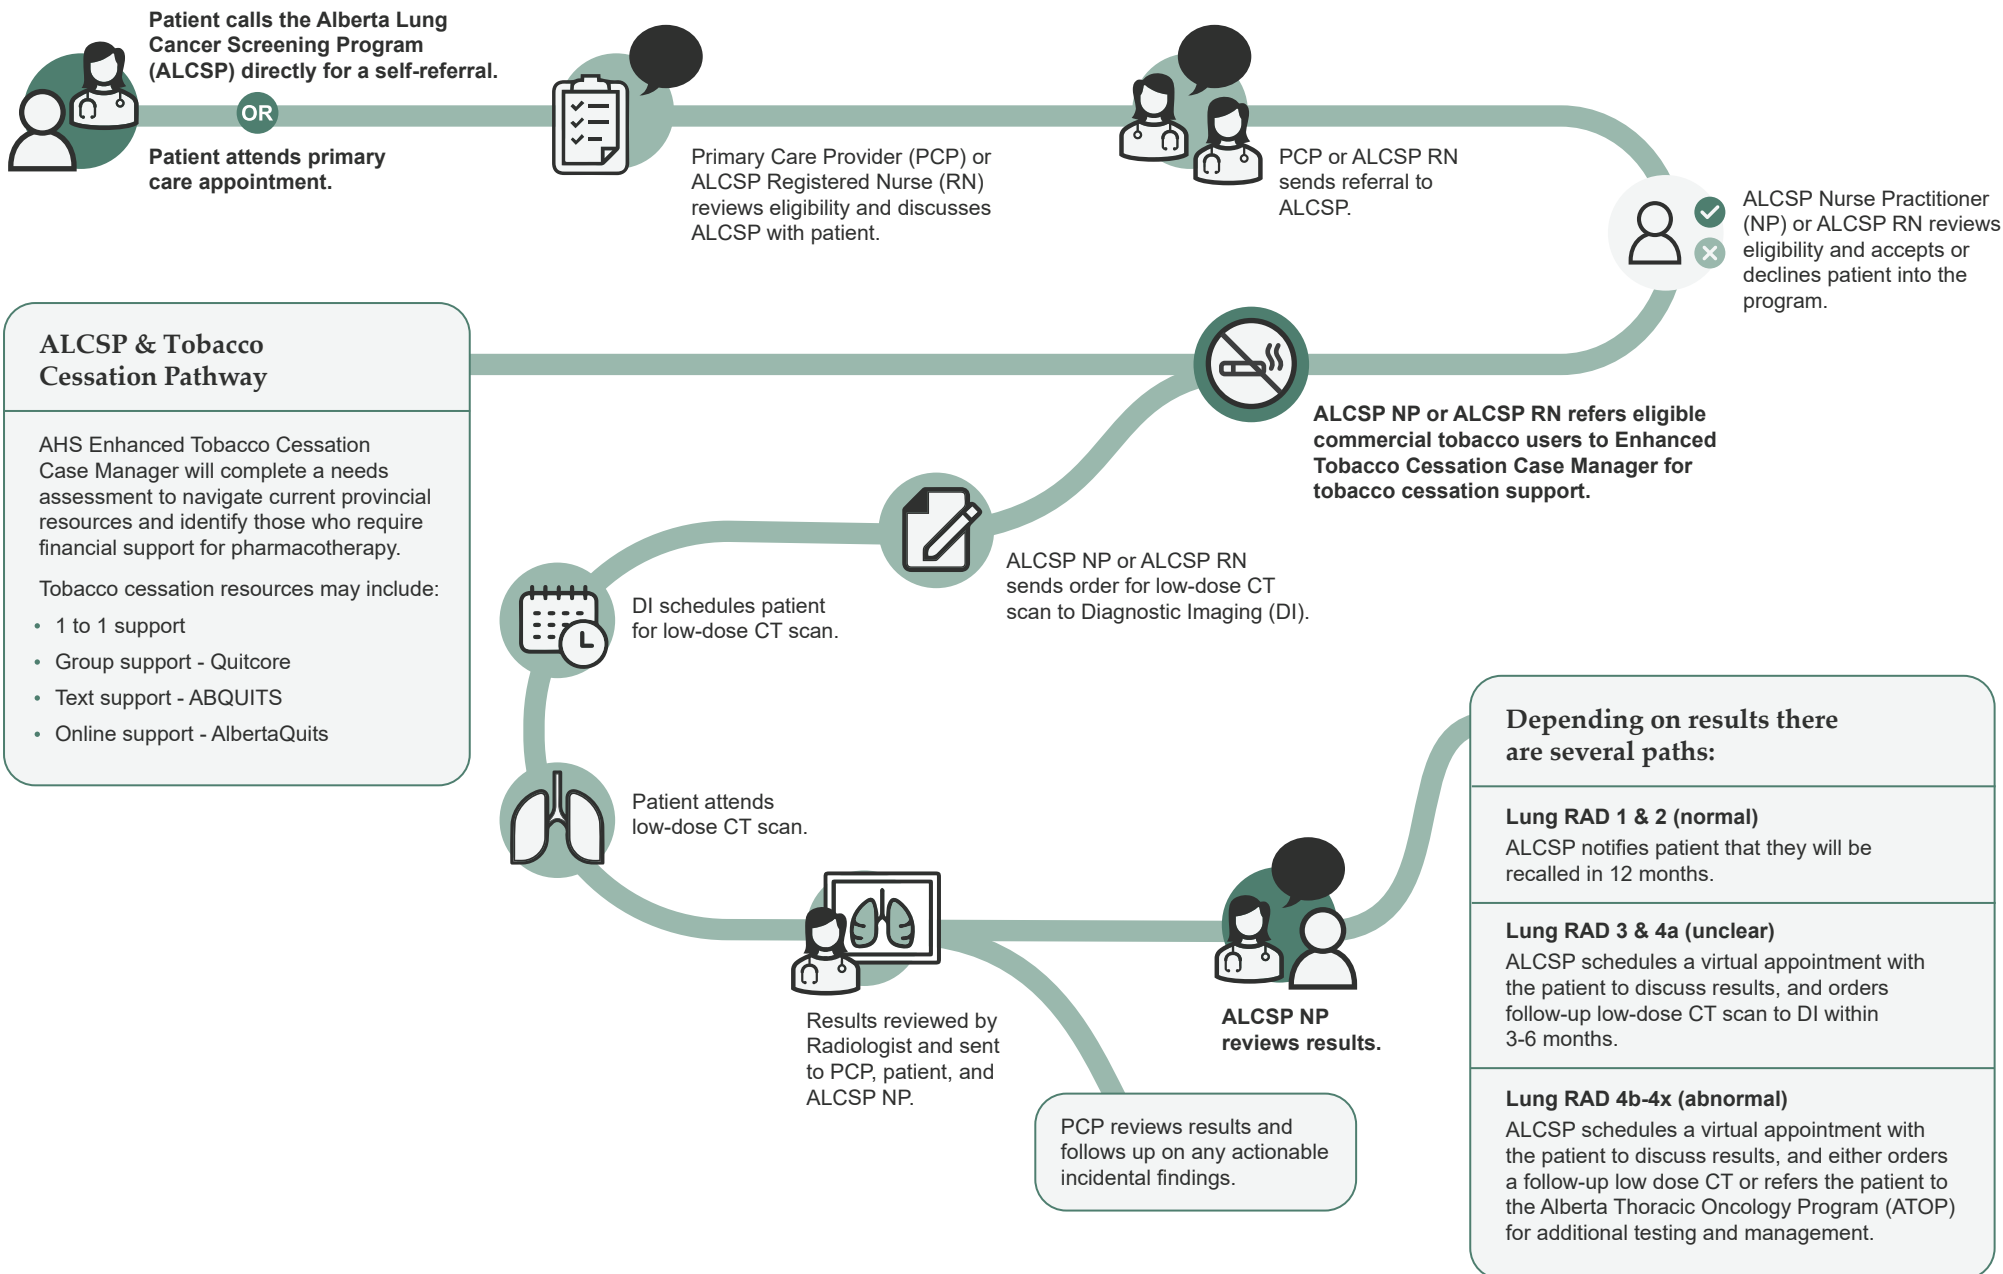 Patient calls the Alberta Lung
Cancer Screening Program
(ALCSP) directly for a self-referral.
OR
Patient attends primary
care appointment.
Primary Care Provider (PCP) or
ALCSP Registered Nurse (RN)
reviews eligibility and discusses
ALCSP with patient.
PCP or ALCSP RN
sends referral to
ALCSP.
ALCSP Nurse Practitioner
(NP) or ALCSP RN reviews
eligibility and accepts or
declines patient into the
program.
ALCSP NP or ALCSP RN refers eligible
commercial tobacco users to Enhanced
Tobacco Cessation Case Manager for
tobacco cessation support.
ALCSP & Tobacco
Cessation Pathway
AHS Enhanced Tobacco Cessation
Case Manager will complete a needs
assessment to navigate current provincial
resources and identify those who require
financial support for pharmacotherapy.
Tobacco cessation resources may include:
• 1 to 1 support
• Group support - Quitcore
• Text support - ABQUITS
• Online support - AlbertaQuits
ALCSP NP or ALCSP RN
sends order for low-dose CT
scan to Diagnostic Imaging (DI).
DI schedules patient
for low-dose CT scan.
Patient attends
low-dose CT scan.
Results reviewed by
Radiologist and sent
to PCP, patient, and
ALCSP NP.
PCP reviews results and
follows up on any actionable
incidental findings.
ALCSP NP
reviews results.
Depending on results there
are several paths:
Lung RAD 1 & 2 (normal)
ALCSP notifies patient that they will be
recalled in 12 months.
Lung RAD 3 & 4a (unclear)
ALCSP schedules a virtual appointment with
the patient to discuss results, and orders
follow-up low-dose CT scan to DI within
3-6 months.
Lung RAD 4b-4x (abnormal)
ALCSP schedules a virtual appointment with
the patient to discuss results, and either orders
a follow-up low dose CT or refers the patient to
the Alberta Thoracic Oncology Program (ATOP)
for additional testing and management.